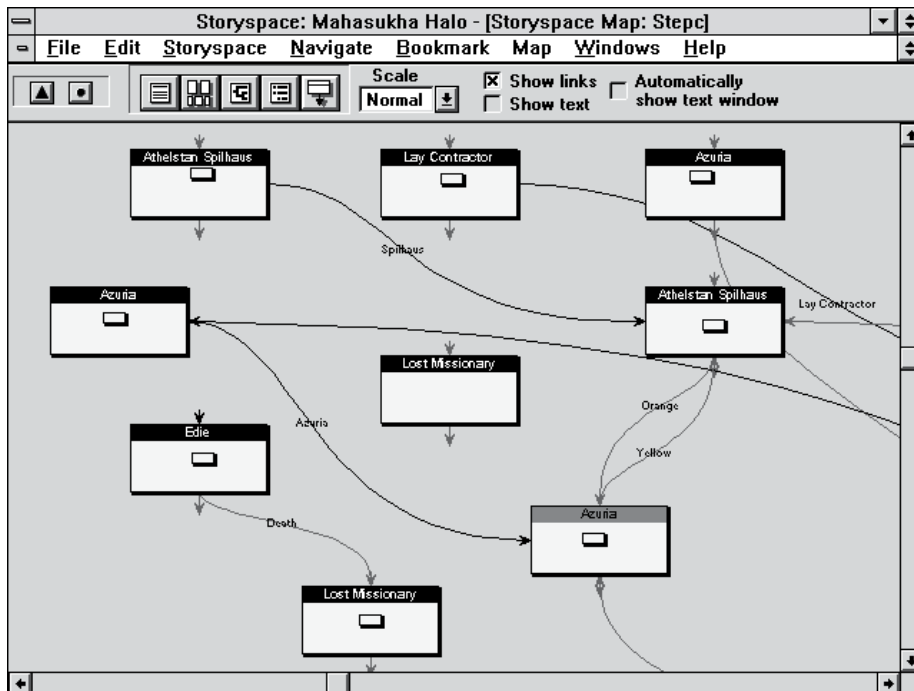 Storyspace: Mahasukha Halo - [Storyspace Map: Stepc]
File Edit Storyspace Navigate Bookmark Map Windows Help
Scale
Normal
Show links
Show text
Automatically
show text window
Athelstan Spilhaus
Lay Contractor
Azuria
Spilhaus
Azuria
Athelstan Spilhaus
Lay Contractor
Lost Missionary
Orange
Azuria
Edie
Yellow
Azuria
Death
Lost Missionary